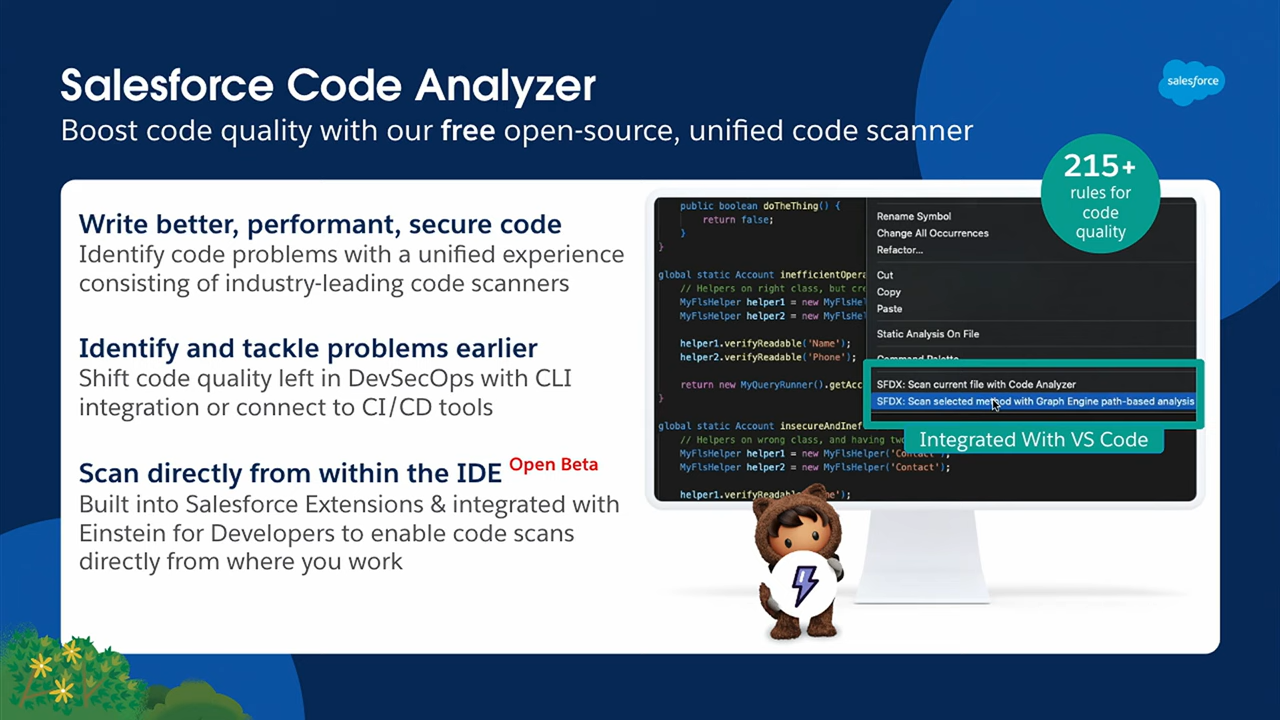 Salesforce Code Analyzer
salesforce
Boost code quality with our free open-source, unified code scanner
215+
rules for
code
quality
Write better, performant, secure code
Identify code problems with a unified experience
consisting of industry-leading code scanners
Identify and tackle problems earlier
Shift code quality left in DevSecOps with CLI
integration or connect to CI/CD tools
Scan directly from within the IDE Open Beta
Built into Salesforce Extensions & integrated with
Einstein for Developers to enable code scans
directly from where you work
public boolean doTheThing() {
return false;
}
}
global static Account inefficientOpera
// Helpers on right class, but cre
MyFlsHelper helper1 = new MyFlsHel
MyFlsHelper helper2 = new MyFlsHel
helper1.verifyReadable('Name');
helper2.verifyReadable('Phone');
return new MyQueryRunner().getAcc
}
global static Account insecureAndInef
// Helpers on wrong class, and having two
MyFlsHelper helper1 = new MyFlsHelper('Contact');
MyFlsHelper helper2 = new MyFlsHelper('Contact');
helper1.verifyReadable
Rename Symbol
Change All Occurrences
Refactor...
Cut
Copy
Paste
Static Analysis On File
Command Palette
SFDX: Scan current file with Code Analyzer
SFDX: Scan selected method with Graph Engine path-based analysis
Integrated With VS Code